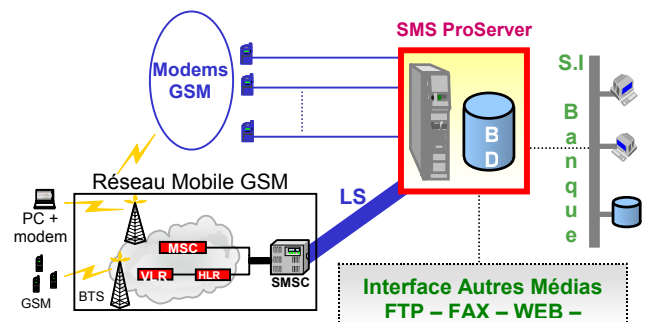 SMS ProServer
Modems
GSM
S.I
B
a
n
q
u
e
B
D
Réseau Mobile GSM
LS
PC +
modem
MSC
VLR
HLR
SMSC
GSM
BTS
Interface Autres Médias
FTP – FAX – WEB –